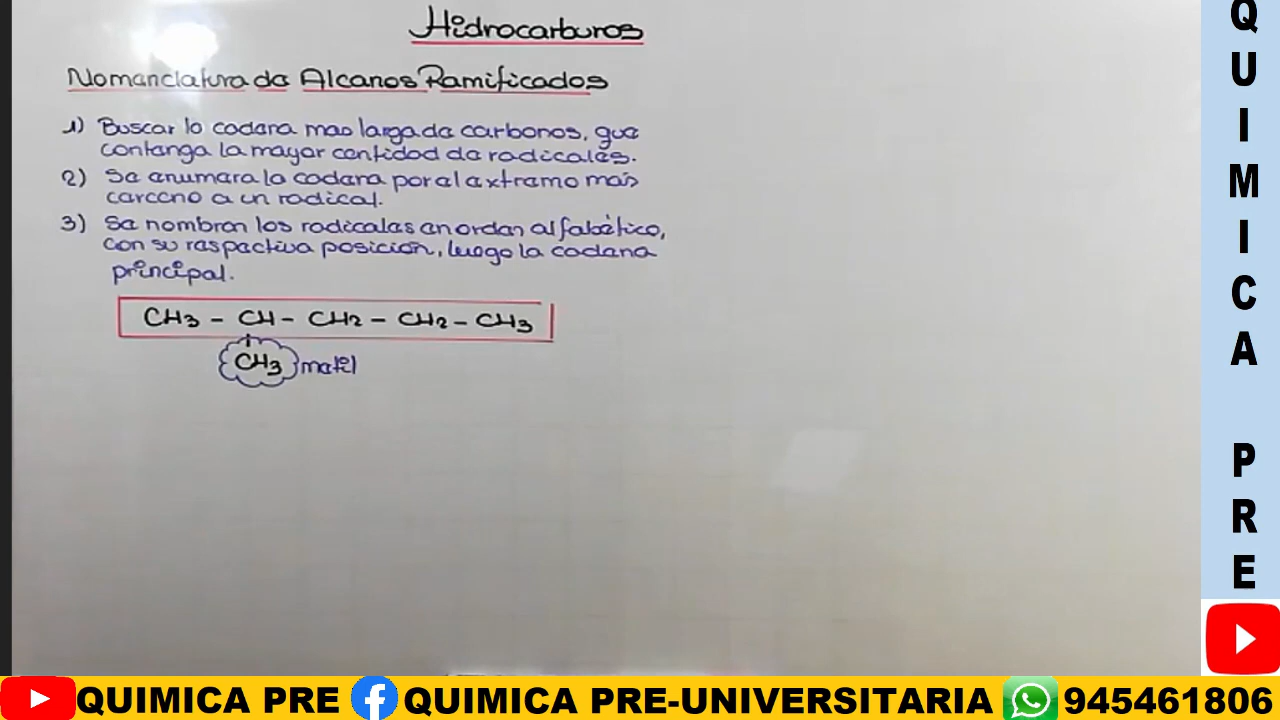 Hidrocarburos
Nomenclatura de Alcanos Ramificados
1) Buscar la cadena mas larga de carbonos, que
contenga la mayor cantidad de radicales.
2) Se enumera la cadena por el extremo más
cercano a un radical.
3) Se nombran los radicales en orden alfabético,
con su respectiva posición, luego la cadena
principal.
CH3 - CH - CH2 - CH2 - CH3
CH3 metil
QUIMICA PRE
QUIMICA PRE QUIMICA PRE-UNIVERSITARIA 945461806